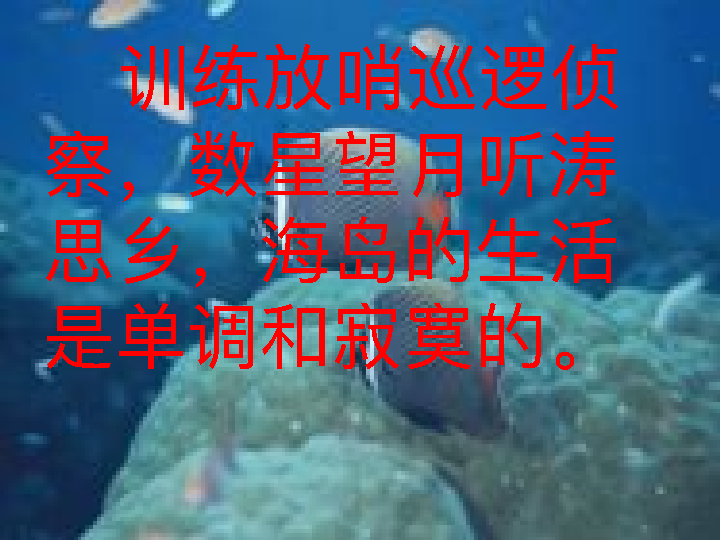 训练放哨巡逻侦
察，数星望月听涛
思乡，海岛的生活
是单调和寂寞的。